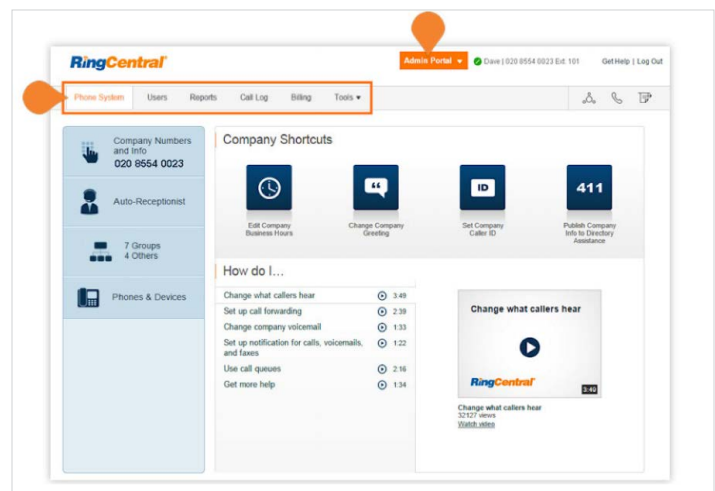 RingCentral
Admin Portal
Dave | 020 8554 0023 Ext. 101
Get Help | Log Out
Phone System Users Reports Call Log Billing Tools
Company Numbers
and Info
020 8554 0023
Auto-Receptionist
7 Groups
4 Others
Phones & Devices
Company Shortcuts
Edit Company
Business Hours
Change Company
Greeting
ID
Set Company
Caller ID
411
Publish Company
Info to Directory
Assistance
How do I...
Change what callers hear 3:49
Set up call forwarding 2:39
Change company voicemail 1:33
Set up notification for calls, voicemails, 1:22
and faxes
Use call queues 2:16
Get more help 1:34
Change what callers hear
RingCentral
3:49
Change what callers hear
32127 views
Watch video